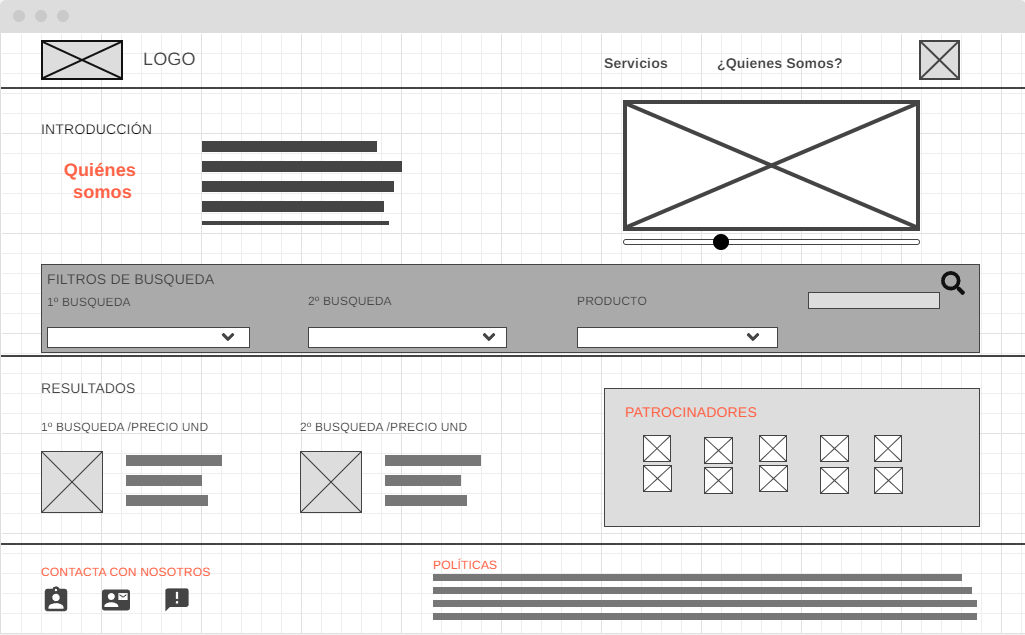 LOGO
Servicios
¿Quienes Somos?
INTRODUCCIÓN
Quiénes
somos
FILTROS DE BUSQUEDA
1º BUSQUEDA
2º BUSQUEDA
PRODUCTO
RESULTADOS
1º BUSQUEDA /PRECIO UND
2º BUSQUEDA /PRECIO UND
PATROCINADORES
CONTACTA CON NOSOTROS
POLÍTICAS